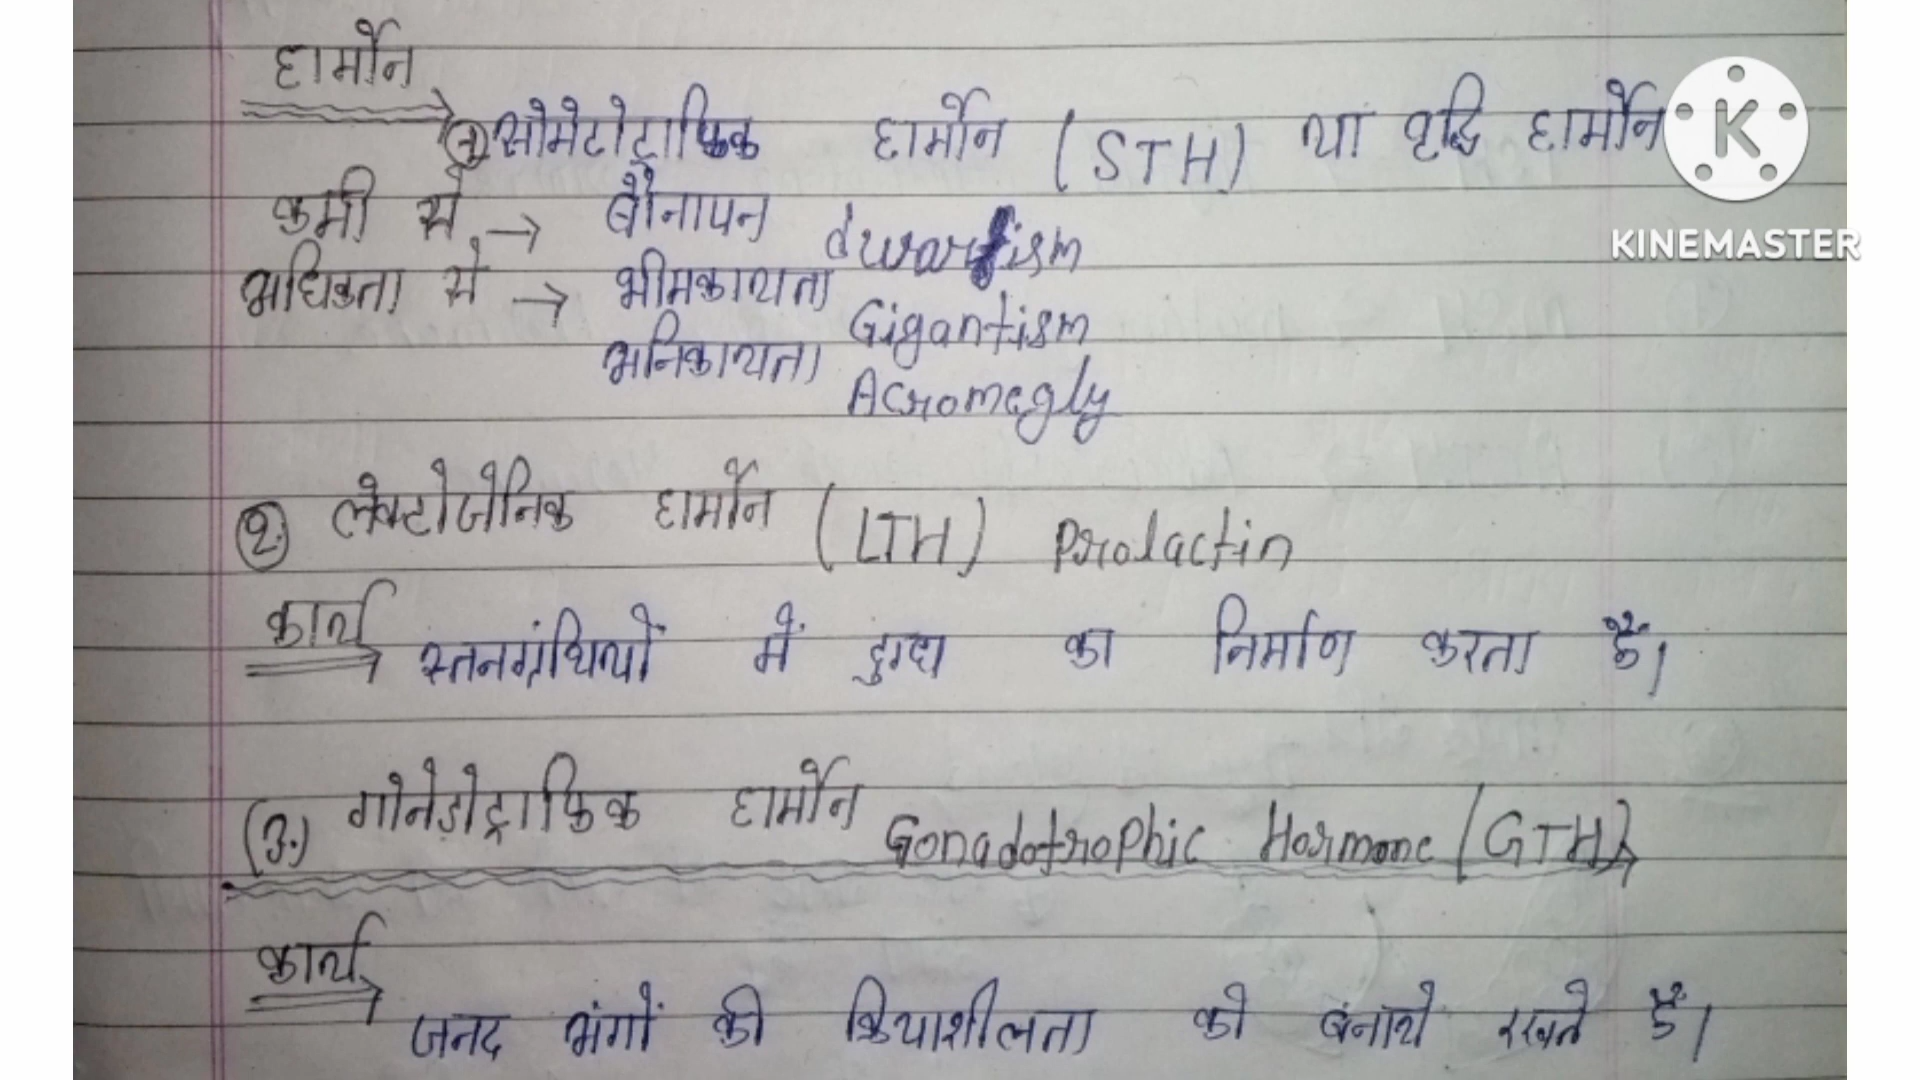 हार्मोन
(1) सोमेटोट्राफिक हार्मोन (STH) या वृद्धि हार्मोन
कमी से → बौनापन dwarfism
अधिकता से → भीमकायता Gigantism
अतिकायता Acromegly
(2.) लेक्टोजेनिक हार्मोन (LTH) Prolactin
कार्य स्तनग्रंथियों में दुग्ध का निर्माण करता है।
(3.) गोनेडोट्राफिक हार्मोन Gonadotrophic Hormone (GTH)
कार्य
जनद अंगों की क्रियाशीलता को बनाये रखते हैं।
K
KINEMASTER